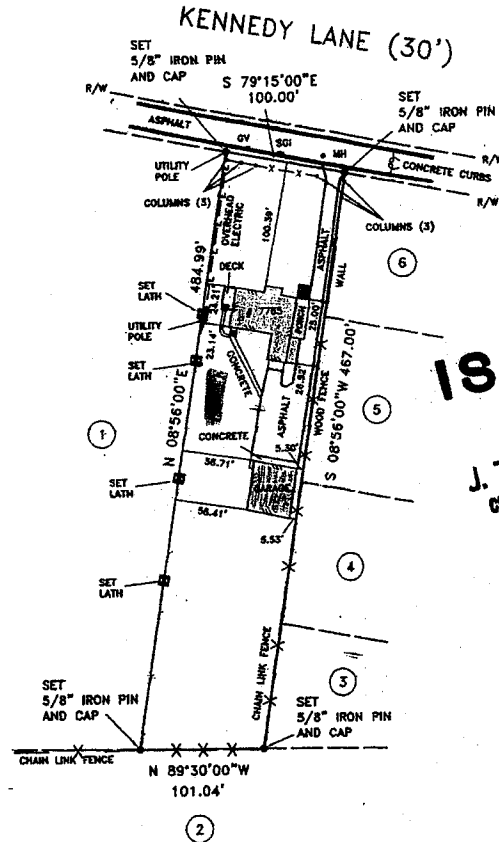 KENNEDY LANE (30')
SET
5/8" IRON PIN
AND CAP
S 79°15'00"E
100.00'
SET
5/8" IRON PIN
AND CAP
R/W
ASPHALT
GV
SGI
MH
CONCRETE CURBS
R/W
R/W
UTILITY
POLE
COLUMNS (3)
COLUMNS (3)
OVERHEAD
ELECTRIC
100.39'
ASPHALT
WALL
6
484.99'
DECK
SET
LATH
24.21'
PORCH
25.00'
UTILITY
POLE
23.14'
SET
LATH
CONCRETE
26.52'
WOOD FENCE
S 08°56'00"W 467.00'
5
IS
1
N 08°56'00"E
ASPHALT
CONCRETE
5.30'
56.71'
J.
SET
LATH
GARAGE
56.41'
5.53'
4
SET
LATH
CHAIN LINK FENCE
3
SET
5/8" IRON PIN
AND CAP
SET
5/8" IRON PIN
AND CAP
CHAIN LINK FENCE
N 89°30'00"W
101.04'
2